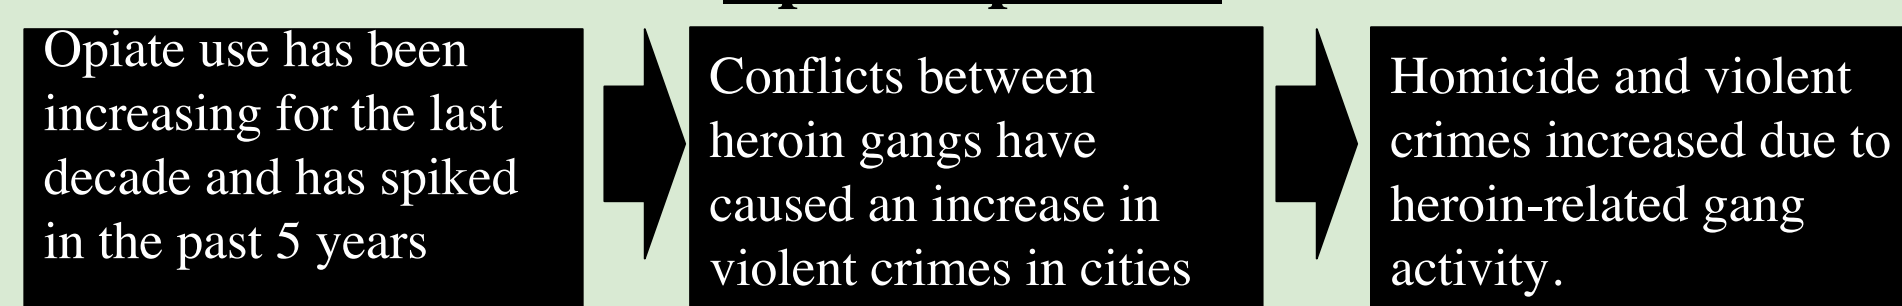 Opiate use has been
increasing for the last
decade and has spiked
in the past 5 years
Conflicts between
heroin gangs have
caused an increase in
violent crimes in cities
Homicide and violent
crimes increased due to
heroin-related gang
activity.